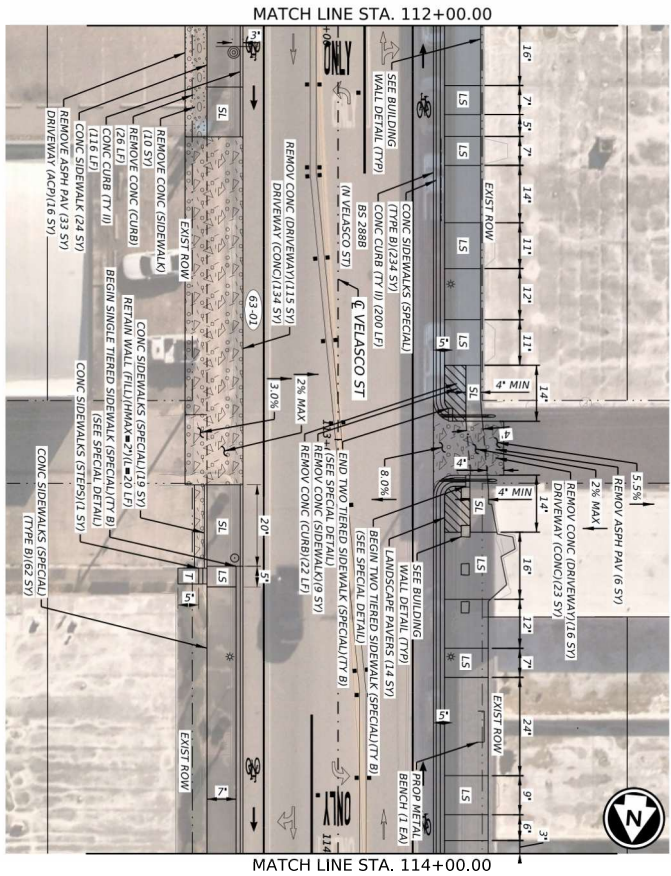 MATCH LINE STA. 112+00.00
3'
ONLY
SEE BUILDING
WALL DETAIL (TYP)
16'
7'
5'
7'
14'
11'
12'
11'
14'
LS
LS
LS
LS
EXIST ROW
SL
REMOVE CONC (SIDEWALK)
(10 SY)
REMOVE CONC (CURB)
(26 LF)
CONC CURB (TY II)
(116 LF)
CONC SIDEWALK (24 SY)
REMOVE ASPH PAV (33 SY)
DRIVEWAY (ACP)(16 SY)
EXIST ROW
REMOV CONC (DRIVEWAY)(115 SY)
DRIVEWAY (CONC)(134 SY)
63-01
(N VELASCO ST)
BS 288B
℄ VELASCO ST
CONC SIDEWALKS (SPECIAL)
(TYPE B)(234 SY)
CONC CURB (TY II) (200 LF)
5'
SL
4' MIN
2% MAX
3.0%
4'
4'
8.0%
5.5%
2% MAX
REMOV ASPH PAV (6 SY)
REMOV CONC (DRIVEWAY)(16 SY)
DRIVEWAY (CONC)(23 SY)
4' MIN
14'
SL
END TWO TIERED SIDEWALK (SPECIAL)(TY B)
(SEE SPECIAL DETAIL)
REMOV CONC (SIDEWALK)(9 SY)
REMOV CONC (CURB)(22 LF)
SEE BUILDING
WALL DETAIL (TYP)
LANDSCAPE PAVERS (14 SY)
BEGIN TWO TIERED SIDEWALK (SPECIAL)(TY B)
(SEE SPECIAL DETAIL)
CONC SIDEWALKS (SPECIAL)(19 SY)
RETAIN WALL (FILL)(HMAX=2')(L=20 LF)
BEGIN SINGLE TIERED SIDEWALK (SPECIAL)(TY B)
(SEE SPECIAL DETAIL)
CONC SIDEWALKS (STEPS)(1 SY)
CONC SIDEWALKS (SPECIAL)
(TYPE B)(62 SY)
20'
5'
SL
LS
T
5'
16'
12'
7'
24'
9'
6'
3'
LS
LS
LS
5'
EXIST ROW
PROP METAL
BENCH (1 EA)
EXIST ROW
7'
ONLY
114
N
MATCH LINE STA. 114+00.00